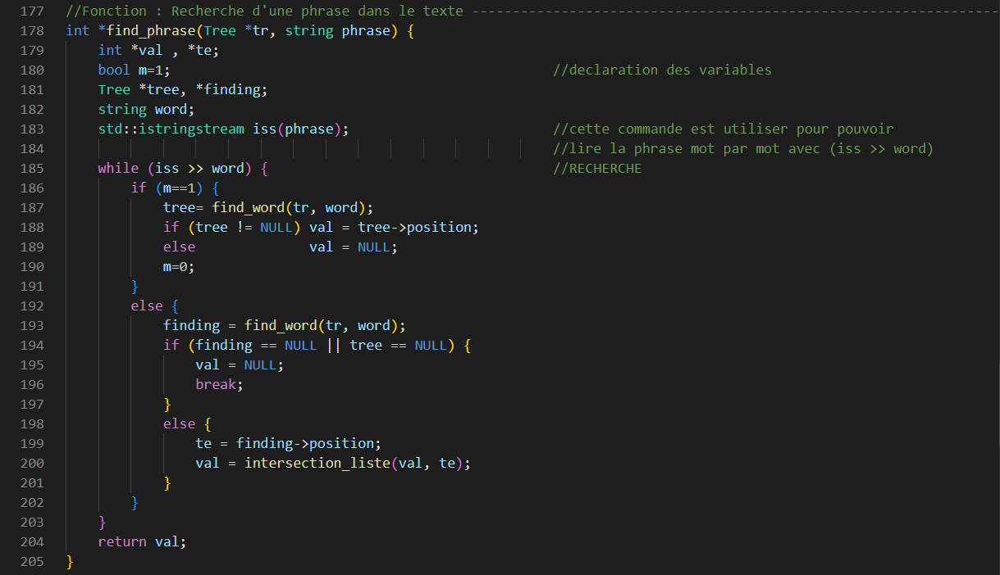 177 //Fonction : Recherche d'une phrase dans le texte -----------------------------------------------------------------
178 int *find_phrase(Tree *tr, string phrase) {
179     int *val , *te;
180     bool m=1;                                               //declaration des variables
181     Tree *tree, *finding;
182     string word;
183     std::istringstream iss(phrase);                         //cette commande est utiliser pour pouvoir
184                                                             //lire la phrase mot par mot avec (iss >> word)
185     while (iss >> word) {                                   //RECHERCHE
186         if (m==1) {
187             tree= find_word(tr, word);
188             if (tree != NULL) val = tree->position;
189             else              val = NULL;
190             m=0;
191         }
192         else {
193             finding = find_word(tr, word);
194             if (finding == NULL || tree == NULL) {
195                 val = NULL;
196                 break;
197             }
198             else {
199                 te = finding->position;
200                 val = intersection_liste(val, te);
201             }
202         }
203     }
204     return val;
205 }